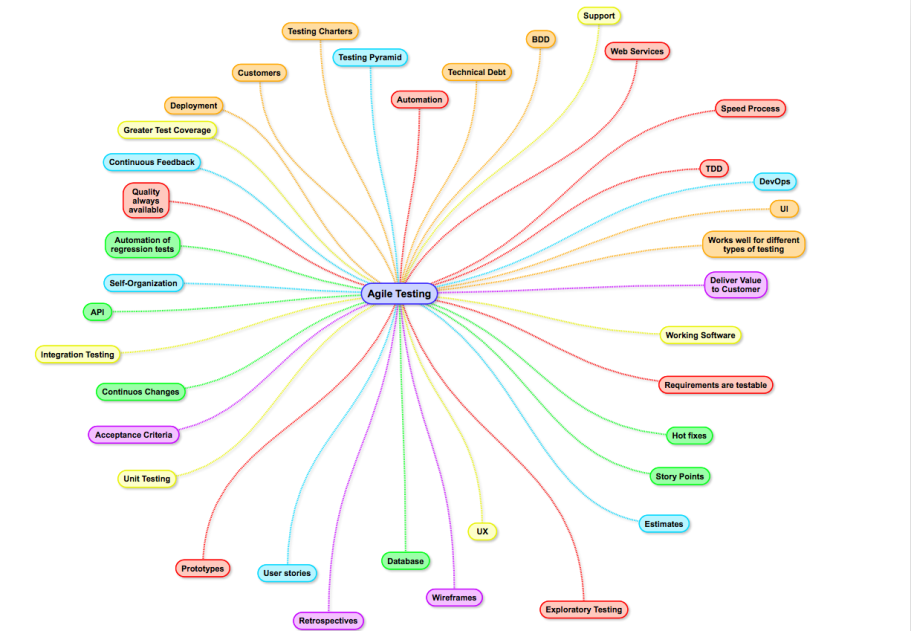 Support
Testing Charters
BDD
Web Services
Testing Pyramid
Customers
Technical Debt
Automation
Deployment
Speed Process
Greater Test Coverage
Continuous Feedback
TDD
DevOps
Quality
always
available
UI
Automation of
regression tests
Works well for different
types of testing
Self-Organization
Deliver Value
to Customer
Agile Testing
API
Working Software
Integration Testing
Requirements are testable
Continuos Changes
Acceptance Criteria
Hot fixes
Unit Testing
Story Points
Estimates
UX
Database
Prototypes
User stories
Wireframes
Exploratory Testing
Retrospectives